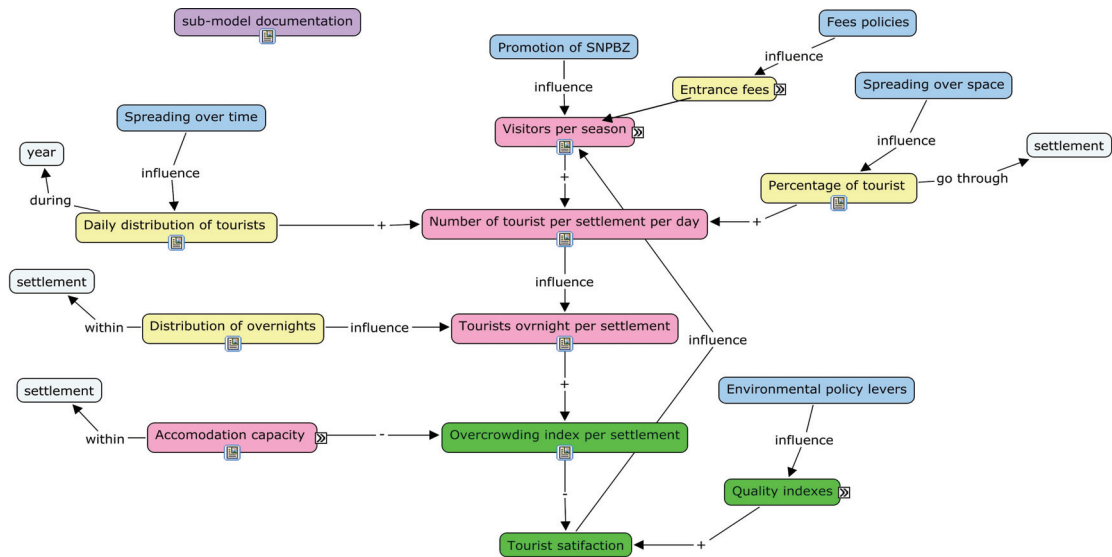 sub-model documentation
Fees policies
Promotion of SNPBZ
influence
influence
Entrance fees
Spreading over space
Spreading over time
Visitors per season
year
influence
influence
settlement
+
during
Percentage of tourist
go through
Daily distribution of tourists
+
Number of tourist per settlement per day
+
settlement
influence
within
Distribution of overnights
influence
Tourists ovrnight per settlement
influence
settlement
+
Environmental policy levers
within
Accomodation capacity
-
Overcrowding index per settlement
influence
-
Quality indexes
Tourist satifaction
+